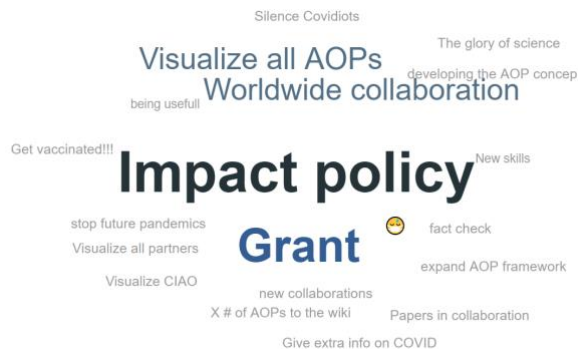 Silence Covidiots
The glory of science
Visualize all AOPs
developing the AOP concep
Worldwide collaboration
being usefull
Get vaccinated!!!
Impact policy
New skills
stop future pandemics
Grant
fact check
Visualize all partners
expand AOP framework
Visualize CIAO
new collaborations
X # of AOPs to the wiki
Papers in collaboration
Give extra info on COVID